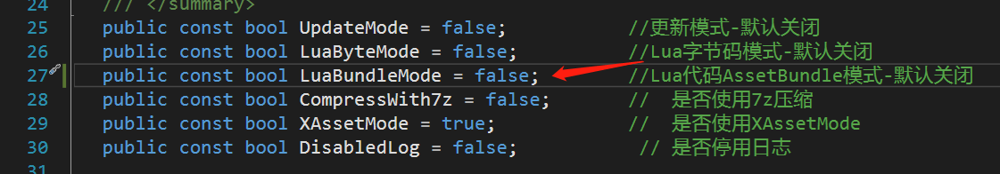 24 /// </summary>
25 public const bool UpdateMode = false; //更新模式-默认关闭
26 public const bool LuaByteMode = false; //Lua字节码模式-默认关闭
27 public const bool LuaBundleMode = false; //Lua代码AssetBundle模式-默认关闭
28 public const bool CompressWith7z = false; // 是否使用7z压缩
29 public const bool XAssetMode = true; // 是否使用XAssetMode
30 public const bool DisabledLog = false; // 是否停用日志
31